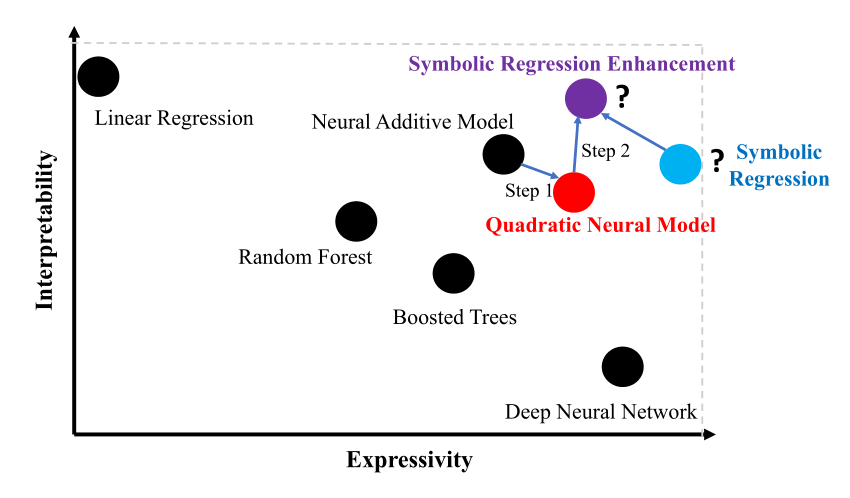 Symbolic Regression Enhancement
?
Linear Regression
Neural Additive Model
Step 2
?
Symbolic
Regression
Step 1
Quadratic Neural Model
Random Forest
Boosted Trees
Deep Neural Network
Interpretability
Expressivity